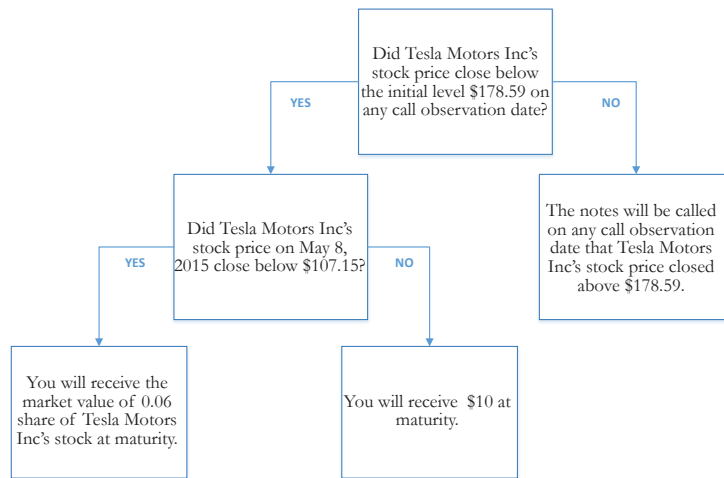 Did Tesla Motors Inc's
stock price close below
the initial level $178.59 on
any call observation date?
YES
NO
Did Tesla Motors Inc's
stock price on May 8,
2015 close below $107.15?
The notes will be called
on any call observation
date that Tesla Motors
Inc's stock price closed
above $178.59.
YES
NO
You will receive the
market value of 0.06
share of Tesla Motors
Inc's stock at maturity.
You will receive $10 at
maturity.